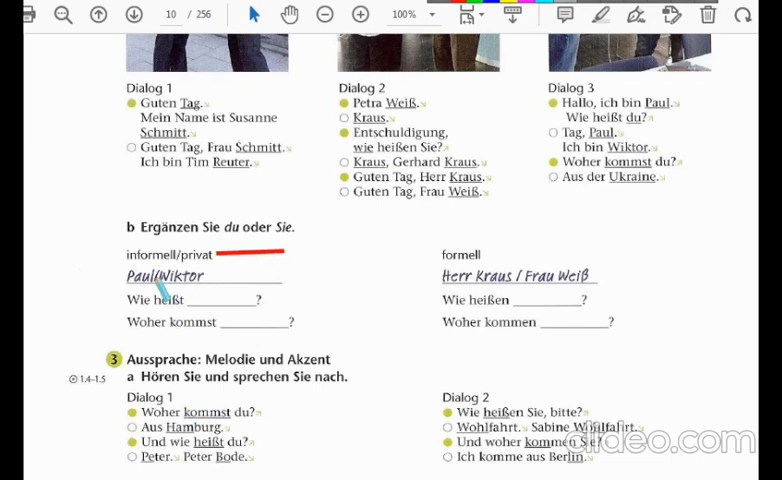 10 / 256
100%
Dialog 1
Guten Tag.
Mein Name ist Susanne
Schmitt.
Guten Tag, Frau Schmitt.
Ich bin Tim Reuter.
Dialog 2
Petra Weiß.
Kraus.
Entschuldigung,
wie heißen Sie?
Kraus, Gerhard Kraus.
Guten Tag, Herr Kraus.
Guten Tag, Frau Weiß.
Dialog 3
Hallo, ich bin Paul.
Wie heißt du?
Tag, Paul.
Ich bin Wiktor.
Woher kommst du?
Aus der Ukraine.
b Ergänzen Sie du oder Sie.
informell/privat
Paul/Wiktor
Wie heißt ________?
Woher kommst ________?
formell
Herr Kraus / Frau Weiß
Wie heißen ________?
Woher kommen ________?
3 Aussprache: Melodie und Akzent
1.4–1.5
a Hören Sie und sprechen Sie nach.
Dialog 1
Woher kommst du?
Aus Hamburg.
Und wie heißt du?
Peter. Peter Bode.
Dialog 2
Wie heißen Sie, bitte?
Wohlfahrt. Sabine Wohlfahrt.
Und woher kommen Sie?
Ich komme aus Berlin.
clideo.com